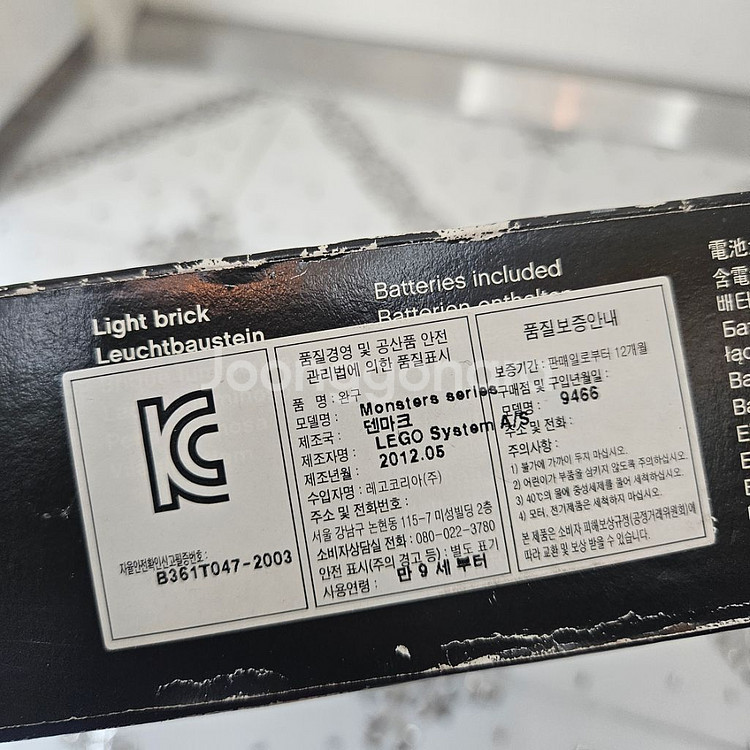 Light brick
Leuchtbaustein
Batteries included
Batterien enthalten
자율안전확인신고필증번호 :
B361T047-2003
품질경영 및 공산품 안전
관리법에 의한 품질표시
품 명 : 완구
모델명 : Monsters series
제조국 : 덴마크
제조자명 : LEGO System A/S
제조년월 : 2012.05
수입자명 : 레고코리아(주)
주소 및 전화번호 :
서울 강남구 논현동 115-7 미성빌딩 2층
소비자상담실 전화 : 080-022-3780
안전 표시(주의 경고 등) : 별도 표기
사용연령 : 만 9 세 부터
품질보증안내
보증기간 : 판매일로부터 12개월
구매점 및 구입년월일 :
모델명 : 9466
주소 및 전화 :
주의사항 :
1) 불가에 가까이 두지 마십시오.
2) 어린이가 부품을 삼키지 않도록 주의하십시오.
3) 40℃의 물에 중성세제를 풀어 세척하십시오.
4) 모터, 전기제품은 세척하지 마십시오.
본 제품은 소비자 피해보상규정(공정거래위원회)에
따라 교환 및 보상 받을 수 있습니다.
電池
含電
배터
Бат
Ba
Ba
Joonggonara